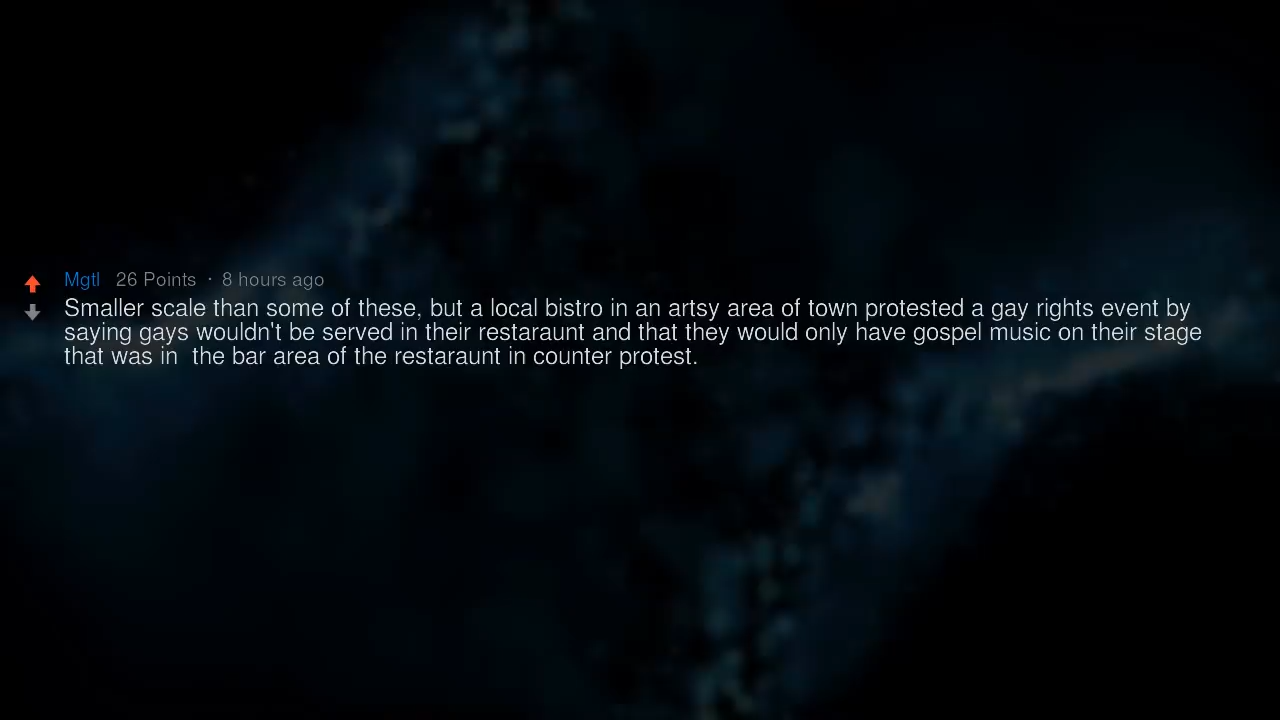 Mgtl 26 Points · 8 hours ago
Smaller scale than some of these, but a local bistro in an artsy area of town protested a gay rights event by
saying gays wouldn't be served in their restaraunt and that they would only have gospel music on their stage
that was in  the bar area of the restaraunt in counter protest.